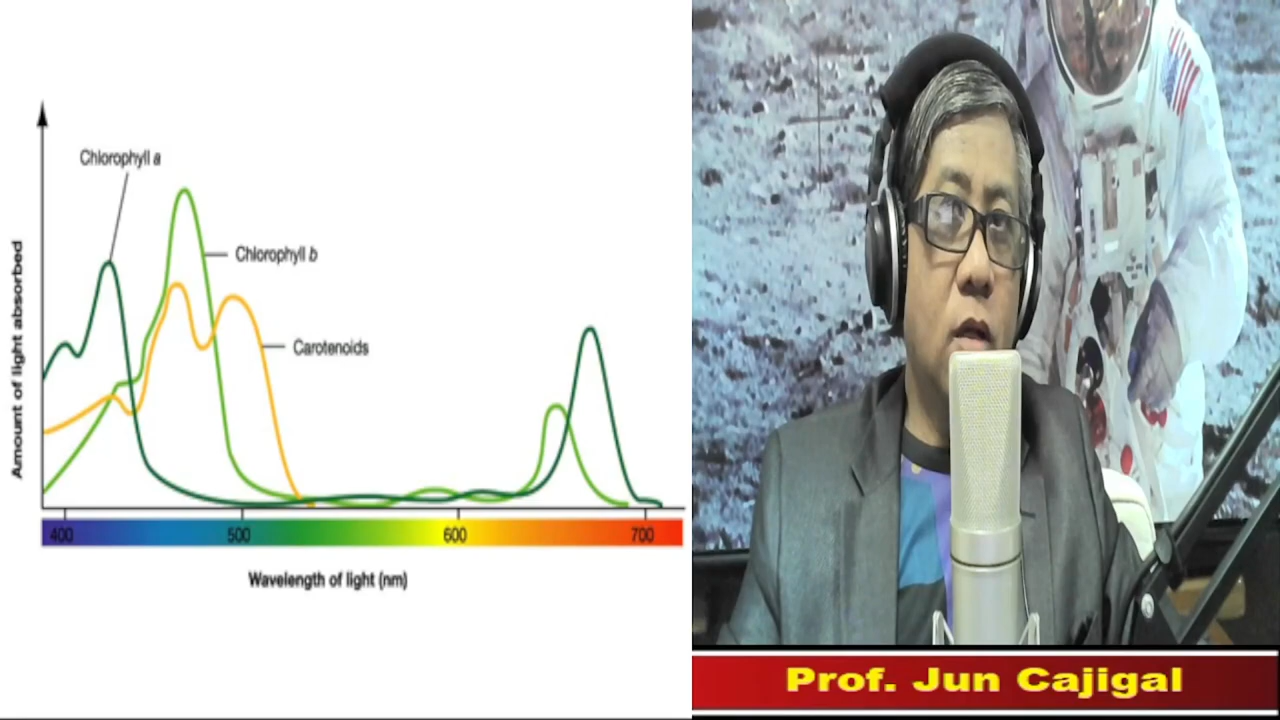 Chlorophyll a
Chlorophyll b
Carotenoids
Amount of light absorbed
400 500 600 700
Wavelength of light (nm)
Prof. Jun Cajigal